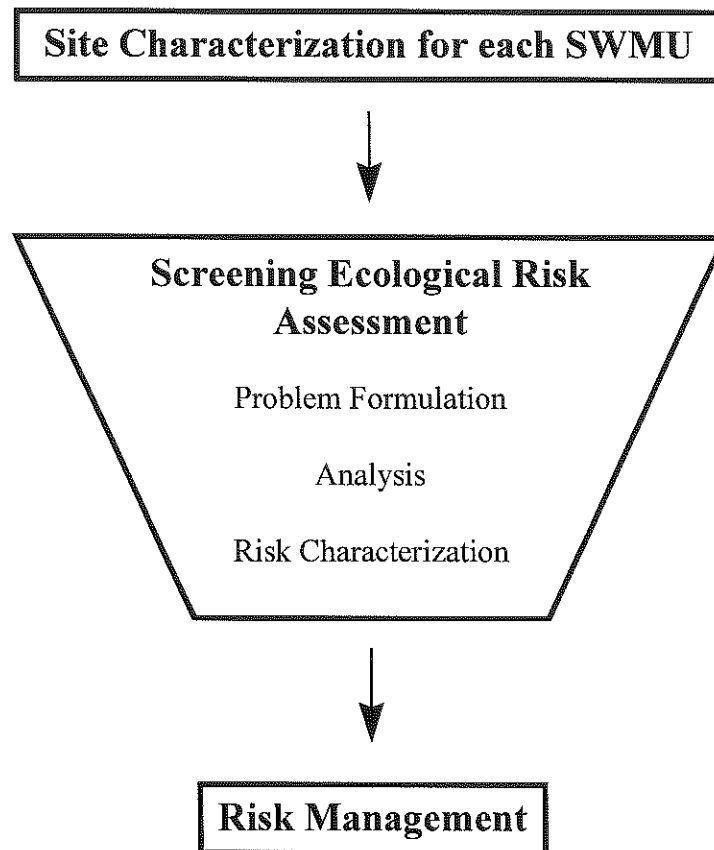 Site Characterization for each SWMU
Screening Ecological Risk
Assessment
Problem Formulation
Analysis
Risk Characterization
Risk Management